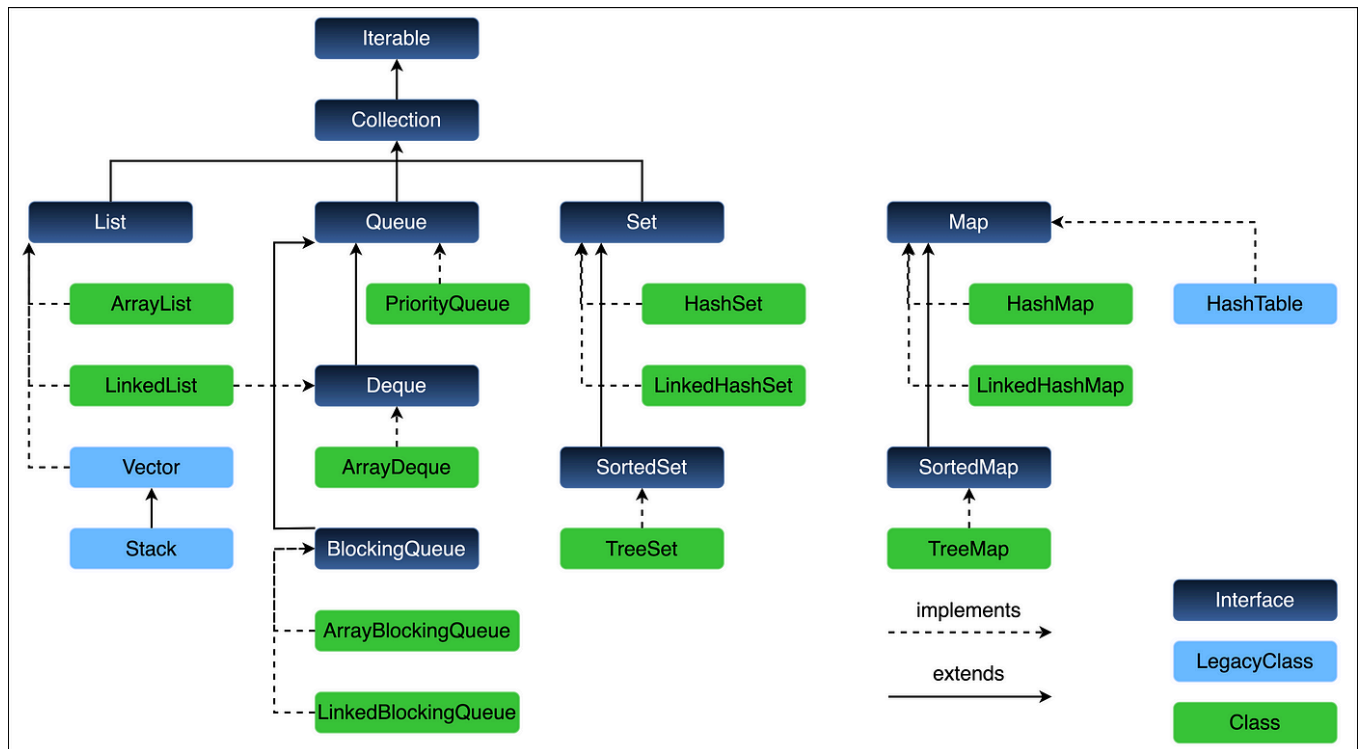 Iterable
Collection
List
Queue
Set
Map
ArrayList
PriorityQueue
HashSet
HashMap
HashTable
LinkedList
Deque
LinkedHashSet
LinkedHashMap
Vector
ArrayDeque
SortedSet
SortedMap
Stack
BlockingQueue
TreeSet
TreeMap
implements
Interface
ArrayBlockingQueue
extends
LegacyClass
LinkedBlockingQueue
Class